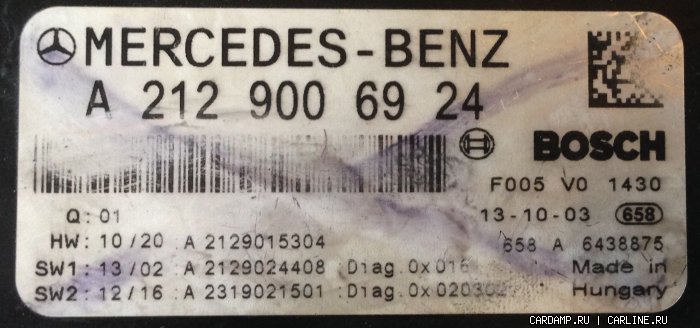 MERCEDES-BENZ
A 212 900 69 24
BOSCH
F005 V0 1430
Q: 01
13-10-03 658
HW: 10/20 A 2129015304
658 A 6438875
SW1: 13/02 A 2129024408 Diag.0x016
Made in
SW2: 12/16 :A 2319021501 :Diag.0x020302
Hungary
CARDAMP.RU | CARLINE.RU